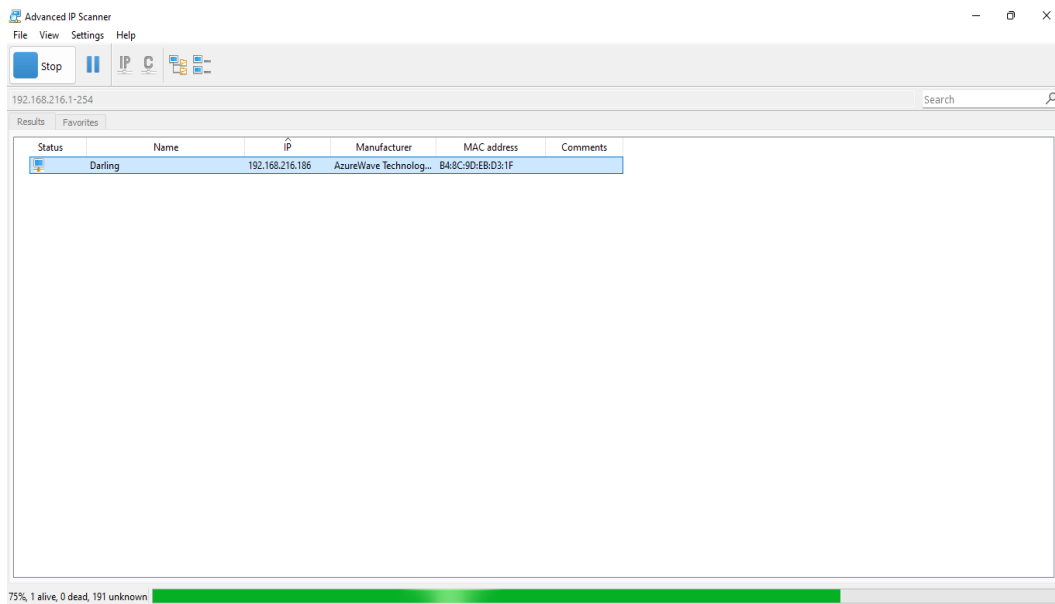 Advanced IP Scanner
File View Settings Help
Stop IP C
192.168.216.1-254 Search
Results Favorites
Status Name IP Manufacturer MAC address Comments
Darling 192.168.216.186 AzureWave Technolog... B4:8C:9D:EB:D3:1F
75%, 1 alive, 0 dead, 191 unknown